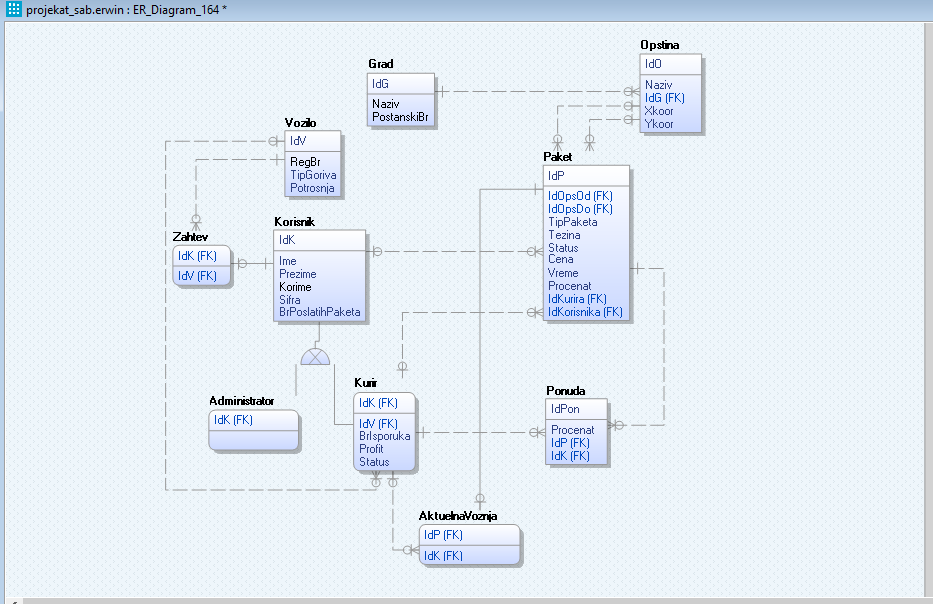 projekat_sab.erwin : ER_Diagram_164 *
Opstina
IdO
Naziv
IdG (FK)
Xkoor
Ykoor
Grad
IdG
Naziv
PostanskiBr
Vozilo
IdV
RegBr
TipGoriva
Potrosnja
Paket
IdP
IdOpsOd (FK)
IdOpsDo (FK)
TipPaketa
Tezina
Status
Cena
Vreme
Procenat
IdKurira (FK)
IdKorisnika (FK)
Korisnik
IdK
Ime
Prezime
Korime
Sifra
BrPoslatihPaketa
Zahtev
IdK (FK)
IdV (FK)
Kurir
IdK (FK)
IdV (FK)
BrIsporuka
Profit
Status
Administrator
IdK (FK)
Ponuda
IdPon
Procenat
IdP (FK)
IdK (FK)
AktuelnaVoznja
IdP (FK)
IdK (FK)